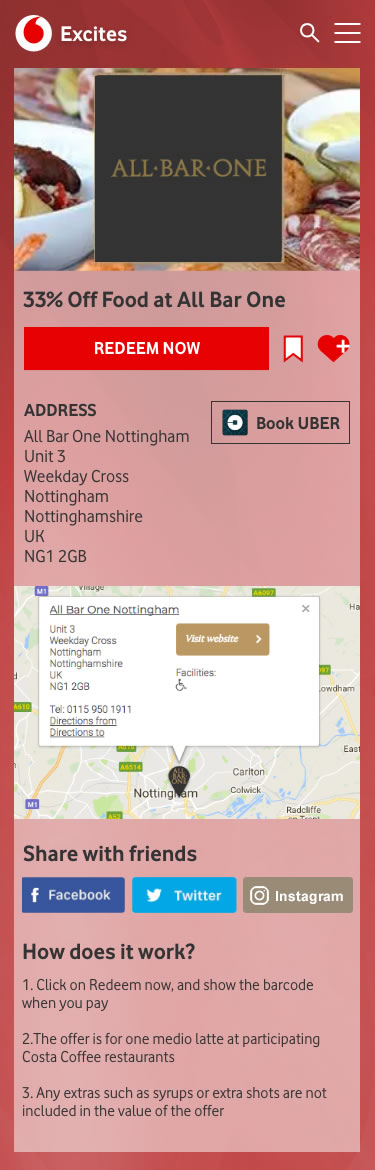 Excites
ALL·BAR·ONE
33% Off Food at All Bar One
REDEEM NOW
ADDRESS
Book UBER
All Bar One Nottingham
Unit 3
Weekday Cross
Nottingham
Nottinghamshire
UK
NG1 2GB
M1
Village
A6097
All Bar One Nottingham
×
Ha
Unit 3
Weekday Cross
Nottingham
Nottinghamshire
UK
NG1 2GB
Visit website
Facilities:
Tel: 0115 950 1911
Directions from
Directions to
A610
Lowdham
A6514
East
Carlton
Colwick
ALL BAR ONE
Nottingham
M1
A52
Radcliffe
on Trent
Share with friends
Facebook
Twitter
Instagram
How does it work?
1. Click on Redeem now, and show the barcode
when you pay
2.The offer is for one medio latte at participating
Costa Coffee restaurants
3. Any extras such as syrups or extra shots are not
included in the value of the offer